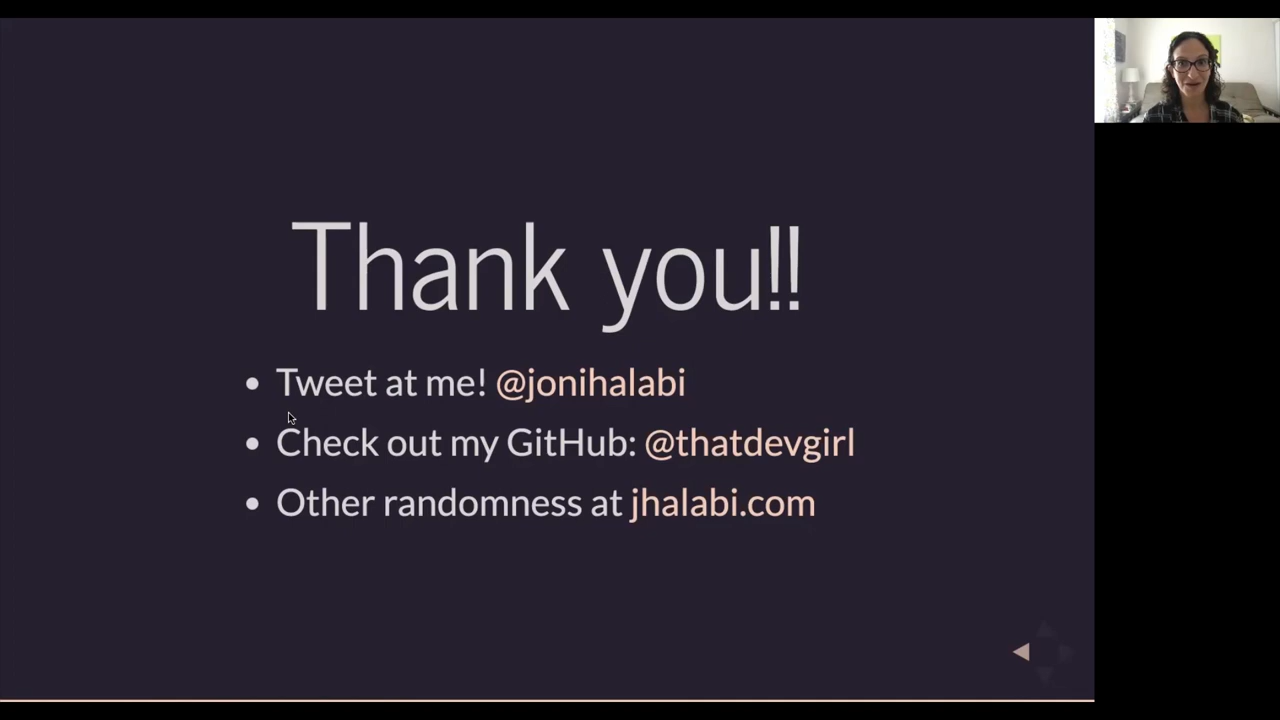 Thank you!!
• Tweet at me! @jonihalabi
• Check out my GitHub: @thatdevgirl
• Other randomness at jhalabi.com